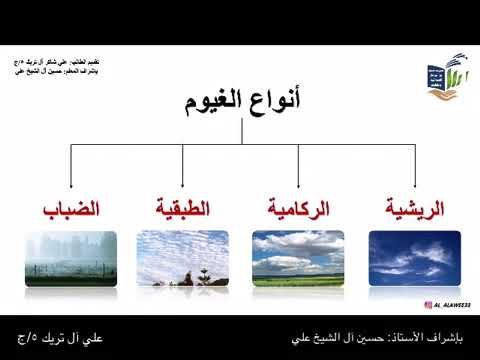 تقديم الطالب: علي شاكر آل تريك ٥/ج
بإشراف المعلم: حسين آل الشيخ علي
أنواع الغيوم
الريشية
الركامية
الطبقية
الضباب
AL_ALAWEE33
بإشراف الأستاذ: حسين آل الشيخ علي
علي آل تريك ٥/ج